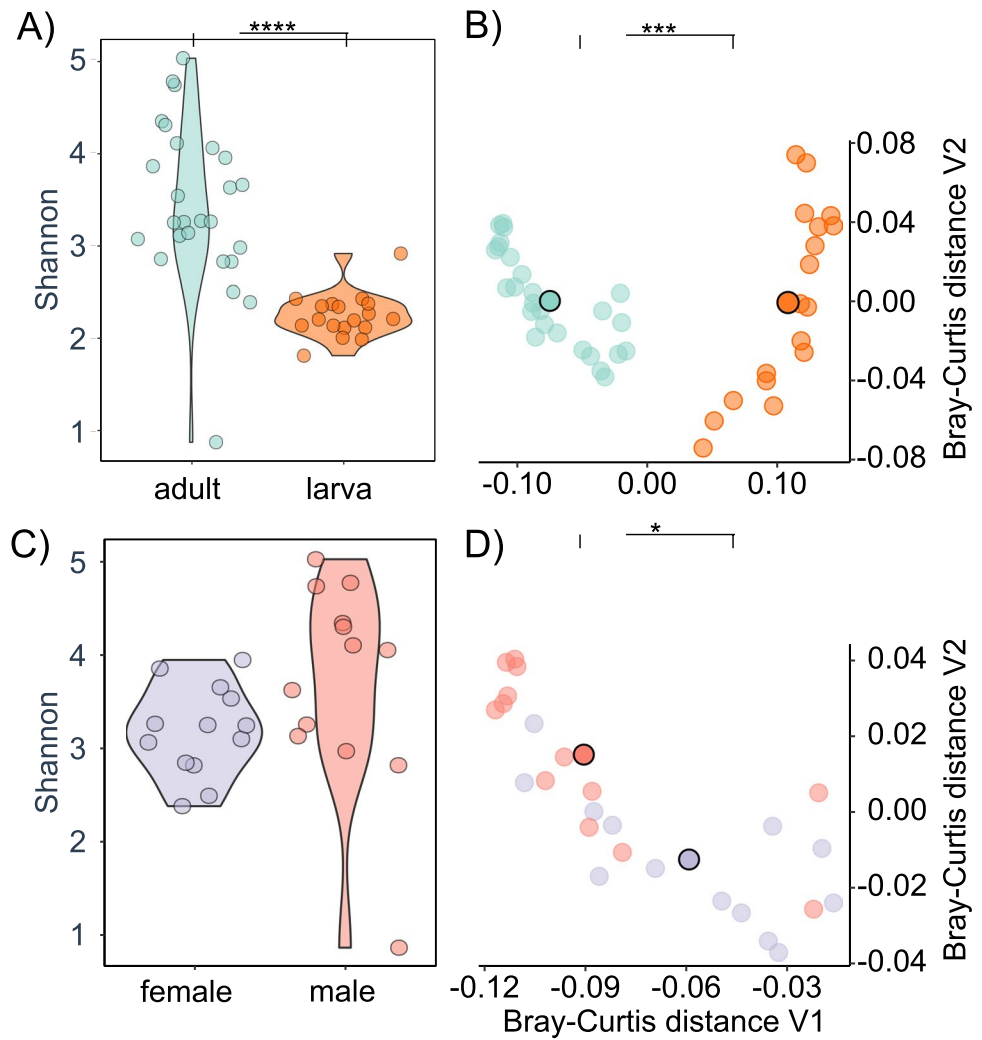 A)
****
5
4
3
2
1
Shannon
adult larva
B)
***
0.08
0.04
0.00
-0.04
-0.08
Bray-Curtis distance V2
-0.10 0.00 0.10
C)
5
4
3
2
1
Shannon
female male
D)
*
0.04
0.02
0.00
-0.02
-0.04
Bray-Curtis distance V2
-0.12 -0.09 -0.06 -0.03
Bray-Curtis distance V1